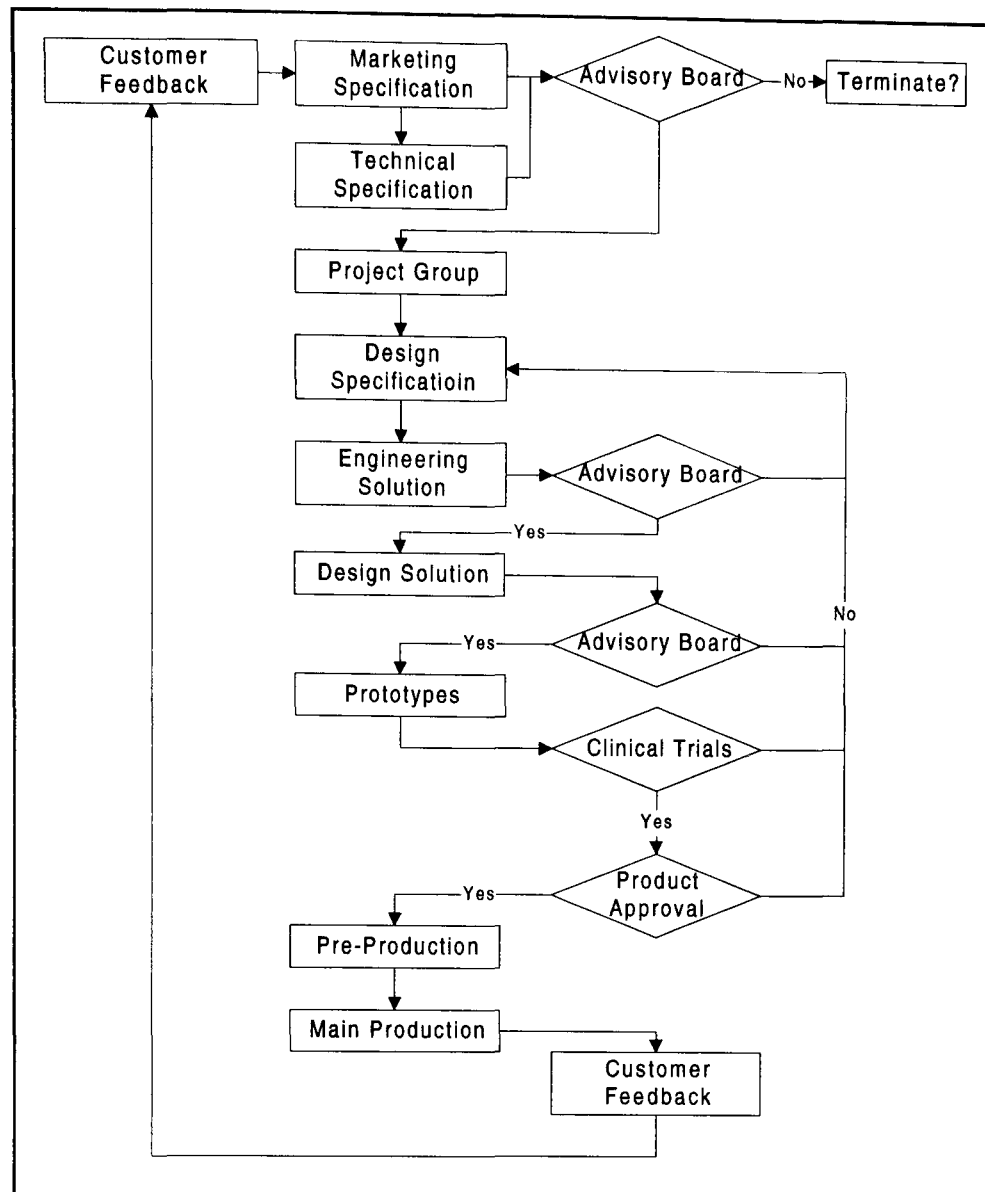 Customer
Feedback
Marketing
Specification
Advisory Board
No
Terminate?
Technical
Specification
Project Group
Design
Specificatioin
Engineering
Solution
Advisory Board
Yes
Design Solution
No
Yes
Advisory Board
Prototypes
Clinical Trials
Yes
Yes
Product
Approval
Pre-Production
Main Production
Customer
Feedback